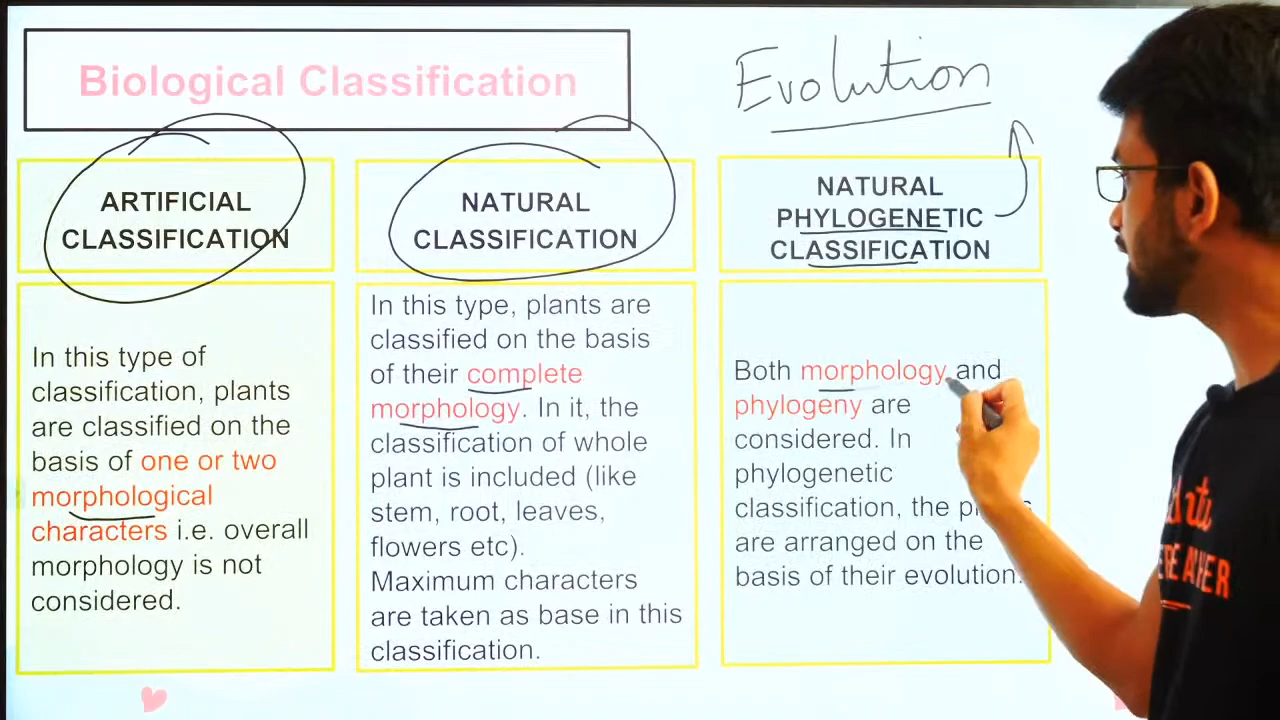 Biological Classification
Evolution
ARTIFICIAL
CLASSIFICATION
In this type of
classification, plants
are classified on the
basis of one or two
morphological
characters i.e. overall
morphology is not
considered.
NATURAL
CLASSIFICATION
In this type, plants are
classified on the basis
of their complete
morphology. In it, the
classification of whole
plant is included (like
stem, root, leaves,
flowers etc).
Maximum characters
are taken as base in this
classification.
NATURAL
PHYLOGENETIC
CLASSIFICATION
Both morphology and
phylogeny are
considered. In
phylogenetic
classification, the
are arranged on the
basis of their evolution.